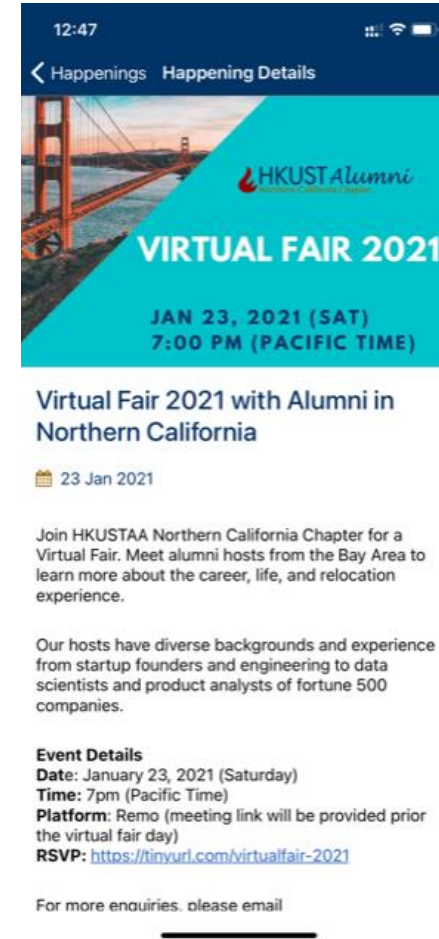 12:47
Happenings Happening Details
HKUST Alumni
Northern California Chapter
VIRTUAL FAIR 2021
JAN 23, 2021 (SAT)
7:00 PM (PACIFIC TIME)
Virtual Fair 2021 with Alumni in
Northern California
23 Jan 2021
Join HKUSTAA Northern California Chapter for a
Virtual Fair. Meet alumni hosts from the Bay Area to
learn more about the career, life, and relocation
experience.
Our hosts have diverse backgrounds and experience
from startup founders and engineering to data
scientists and product analysts of fortune 500
companies.
Event Details
Date: January 23, 2021 (Saturday)
Time: 7pm (Pacific Time)
Platform: Remo (meeting link will be provided prior
the virtual fair day)
RSVP: https://tinyurl.com/virtualfair-2021
For more enquiries, please email